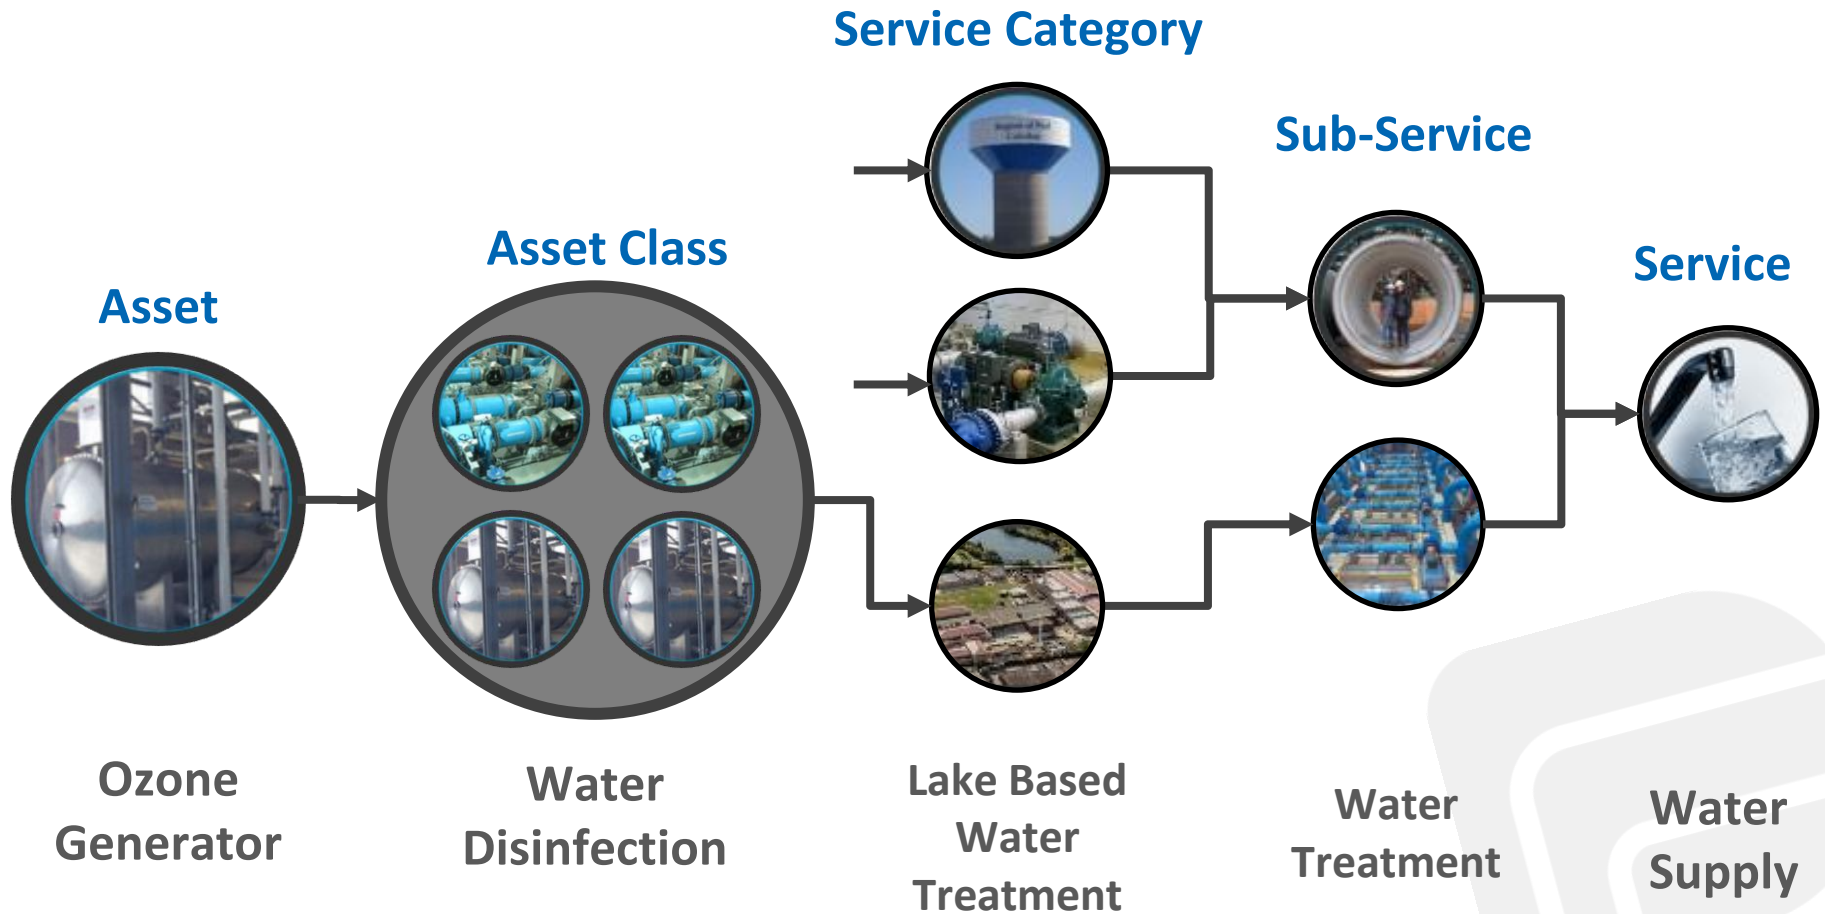 Service Category
Sub-Service
Asset Class
Service
Asset
Ozone
Generator
Water
Disinfection
Lake Based
Water
Treatment
Water
Treatment
Water
Supply